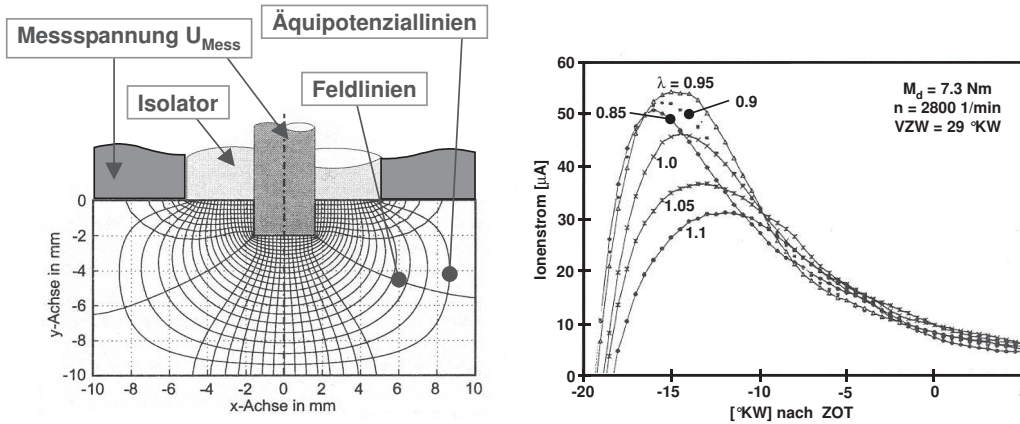 Messspannung U_Mess
Äquipotenziallinien
Isolator
Feldlinien
0
-2
-4
-6
-8
-10
y-Achse in mm
-10 -8 -6 -4 -2 0 2 4 6 8 10
x-Achse in mm
60
50
40
30
20
10
0
Ionenstrom [µA]
λ = 0.95
0.85
0.9
1.0
1.05
1.1
M_d = 7.3 Nm
n = 2800 1/min
VZW = 29 °KW
-20 -15 -10 -5 0 5
[°KW] nach ZOT